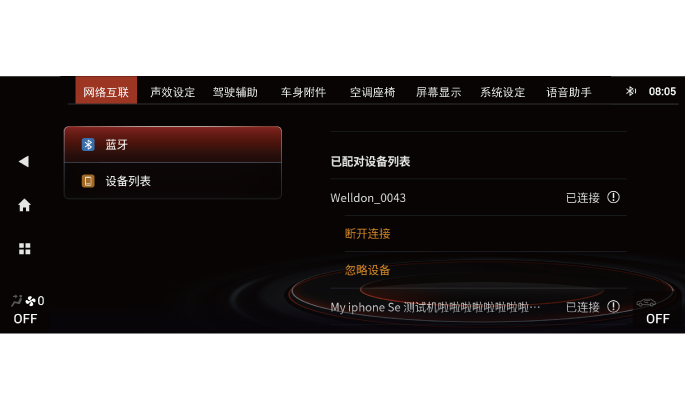 网络互联 声效设定 驾驶辅助 车身附件 空调座椅 屏幕显示 系统设定 语音助手 08:05
蓝牙
设备列表
已配对设备列表
Welldon_0043 已连接
断开连接
忽略设备
My iphone Se 测试机啦啦啦啦啦啦啦啦… 已连接
0
OFF
OFF